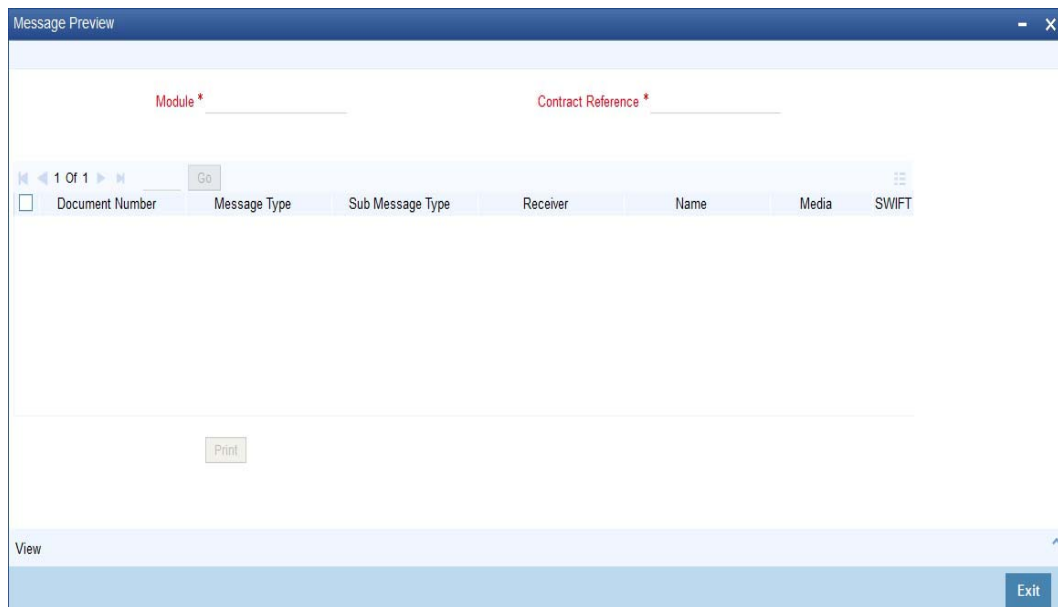 Message Preview
Module *
Contract Reference *
1 Of 1 Go
Document Number Message Type Sub Message Type Receiver Name Media SWIFT
Print
View
Exit